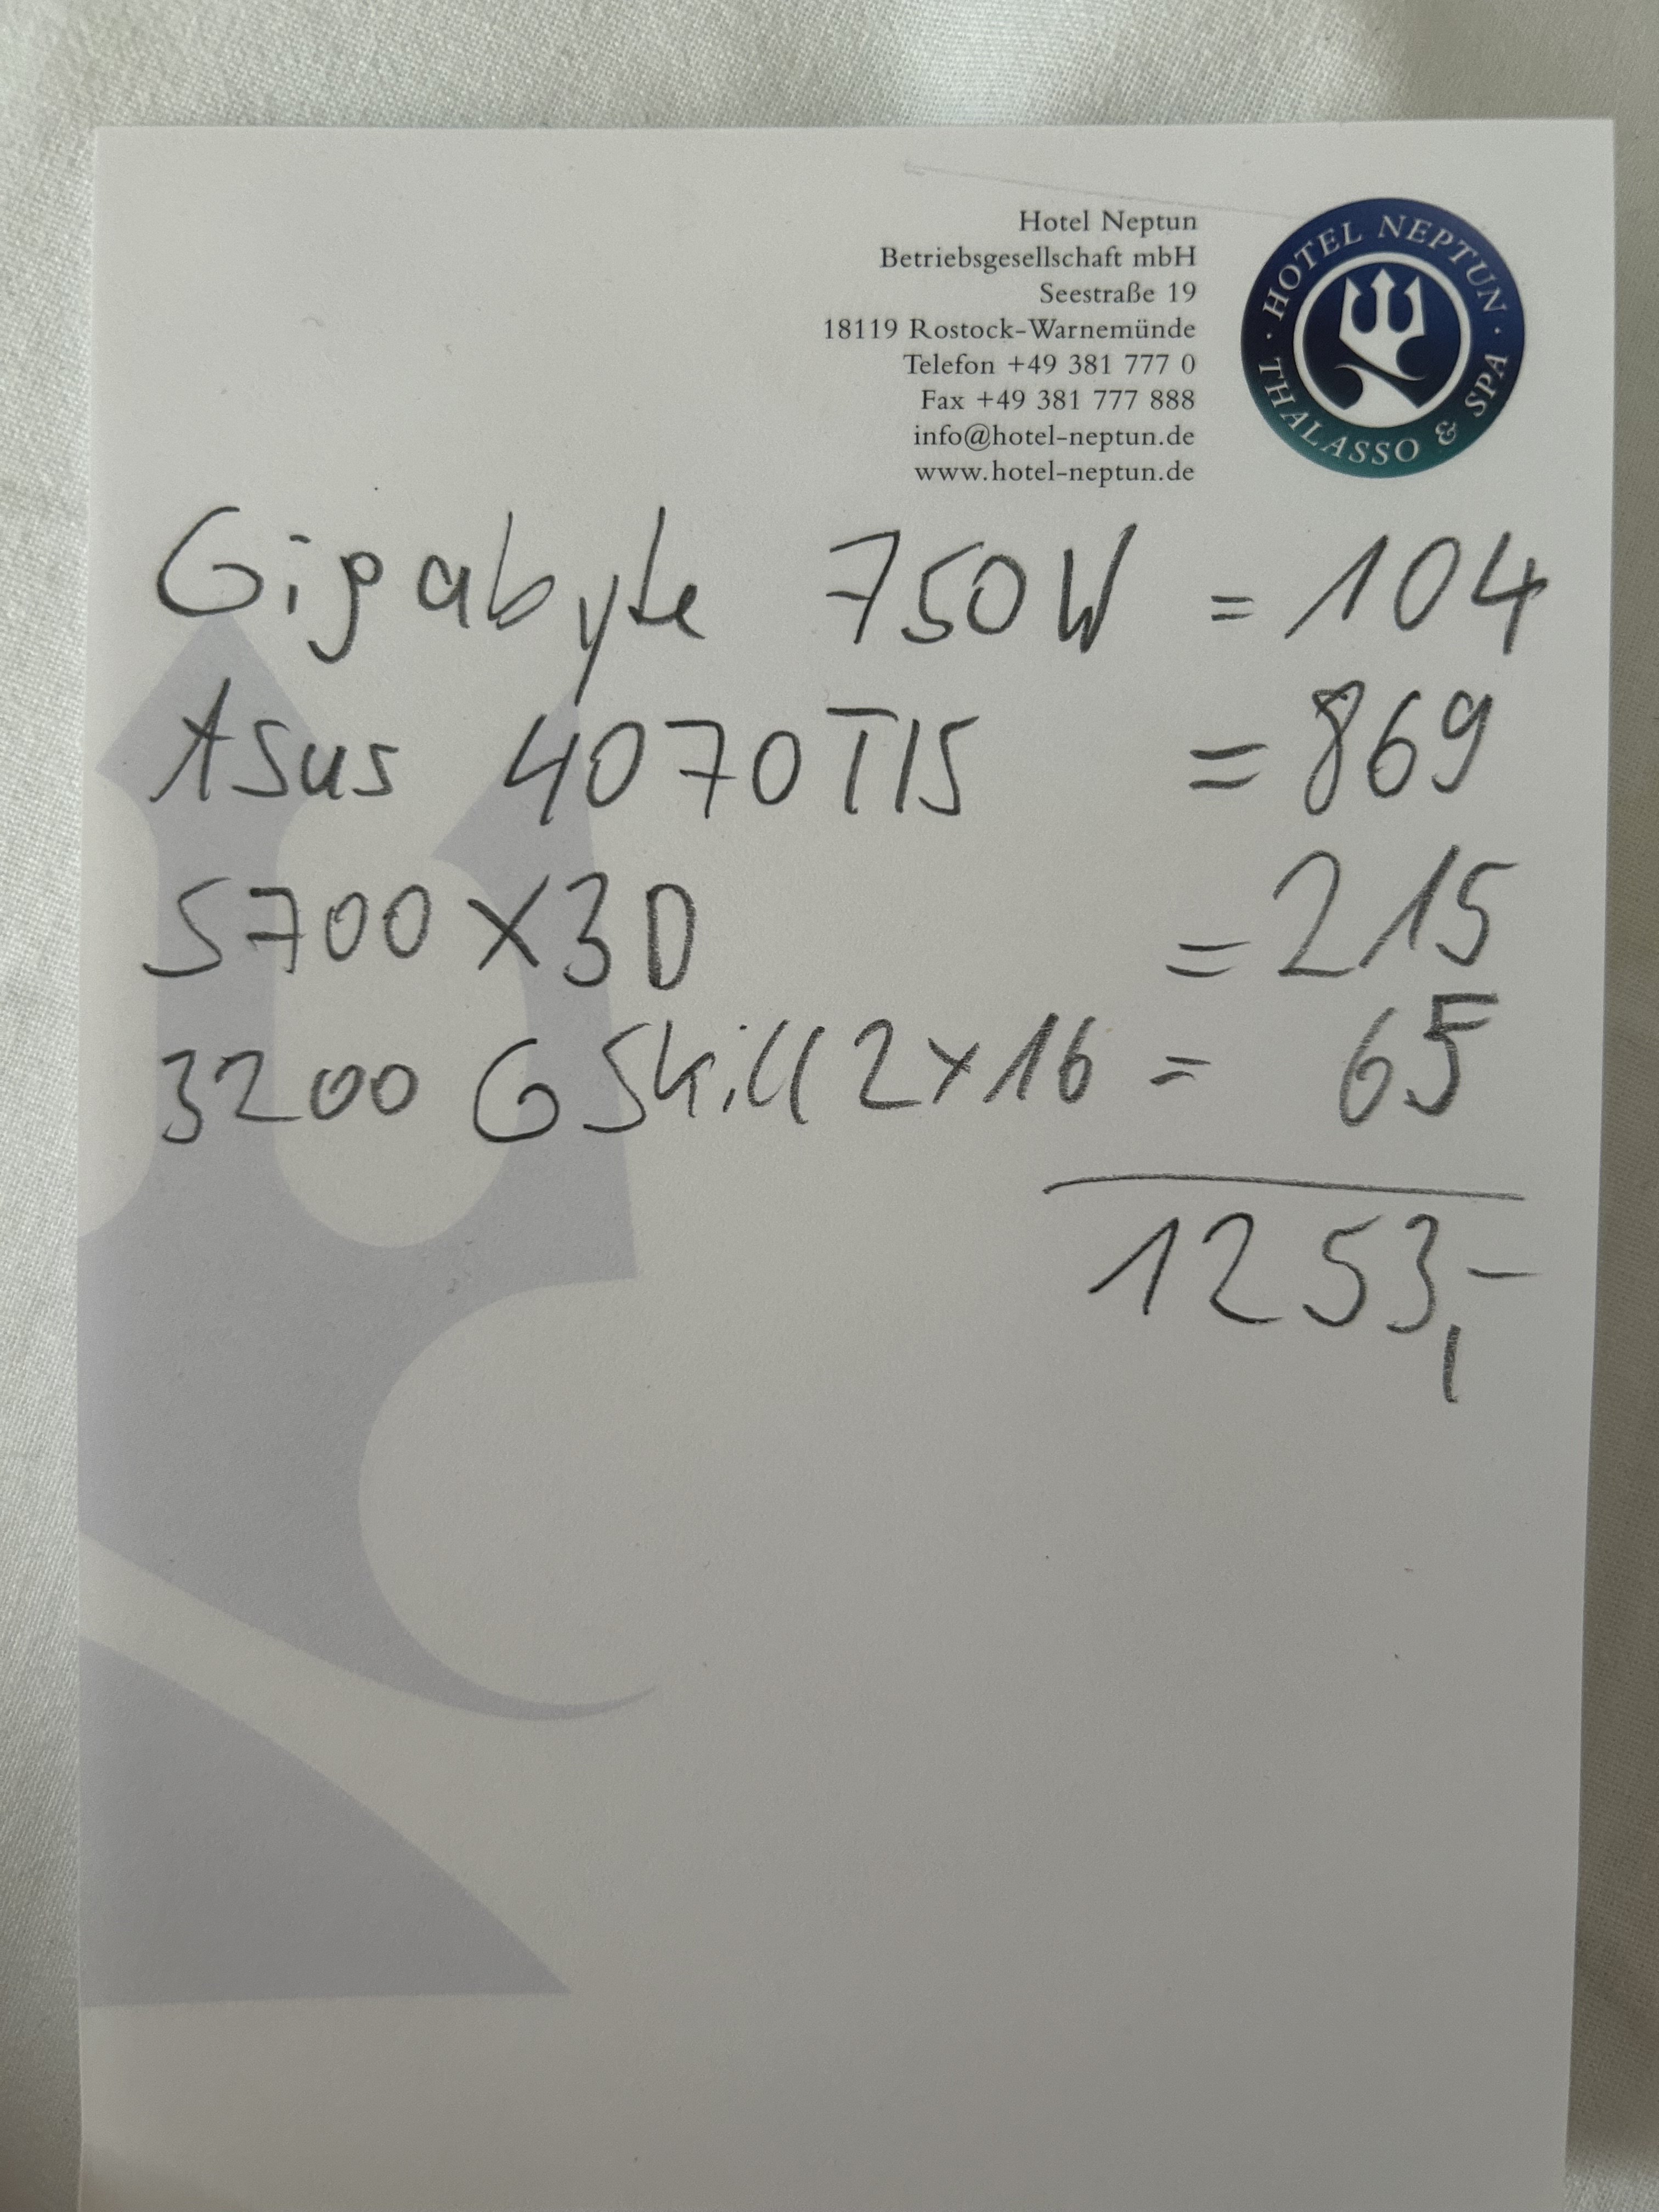 Hotel Neptun
Betriebsgesellschaft mbH
Seestraße 19
18119 Rostock-Warnemünde
Telefon +49 381 777 0
Fax +49 381 777 888
info@hotel-neptun.de
www.hotel-neptun.de
· HOTEL NEPTUN ·
THALASSO & SPA
Gigabyte 750W = 104
Asus 4070TIS = 869
5700X3D = 215
3200 GSkill 2x16 = 65
1253,-